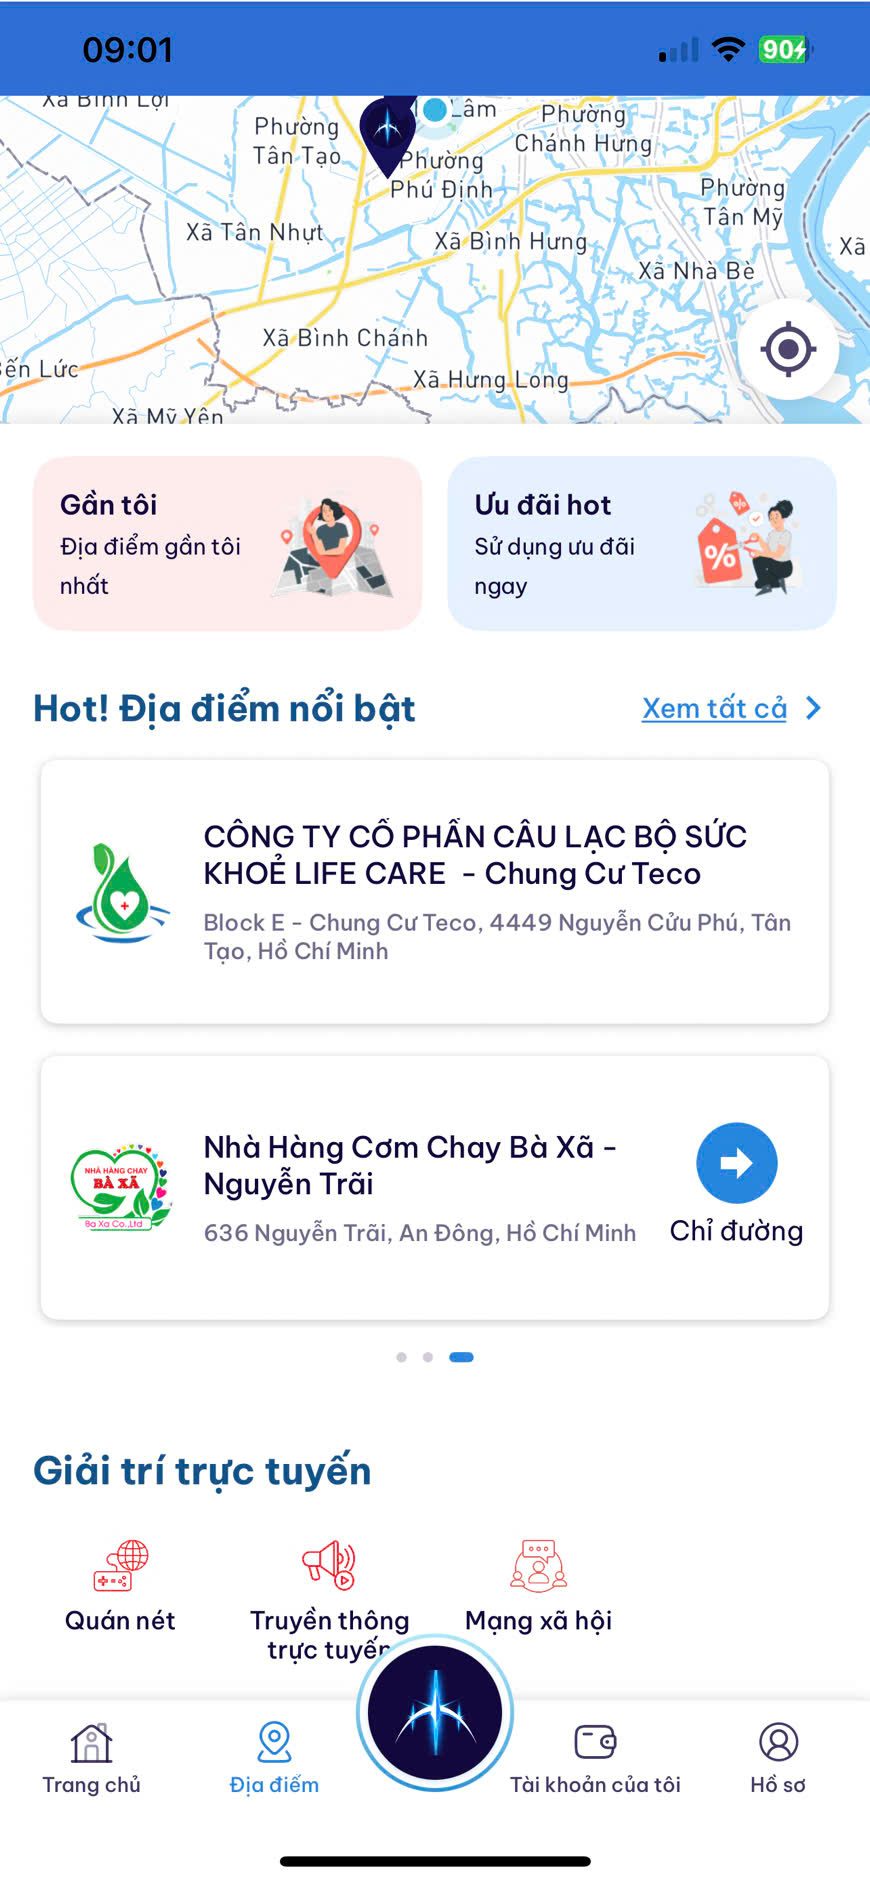 09:01
90
Xã Bình Lợi
Lâm
Phường
Tân Tạo
Phường
Chánh Hưng
Phường
Phú Định
Phường
Tân Mỹ
Xã Tân Nhựt
Xã Bình Hưng
Xã
Xã Nhà Bè
Xã Bình Chánh
Bến Lức
Xã Hưng Long
Xã Mỹ Yên
Gần tôi
Địa điểm gần tôi
nhất
Ưu đãi hot
Sử dụng ưu đãi
ngay
%
%
Hot! Địa điểm nổi bật
Xem tất cả
CÔNG TY CỔ PHẦN CÂU LẠC BỘ SỨC
KHOẺ LIFE CARE - Chung Cư Teco
Block E - Chung Cư Teco, 4449 Nguyễn Cửu Phú, Tân
Tạo, Hồ Chí Minh
NHÀ HÀNG CHAY
BÀ XÃ
Ba Xa Co.,Ltd
Nhà Hàng Cơm Chay Bà Xã -
Nguyễn Trãi
636 Nguyễn Trãi, An Đông, Hồ Chí Minh
Chỉ đường
Giải trí trực tuyến
Quán nét
Truyền thông
trực tuyến
Mạng xã hội
Trang chủ
Địa điểm
Tài khoản của tôi
Hồ sơ